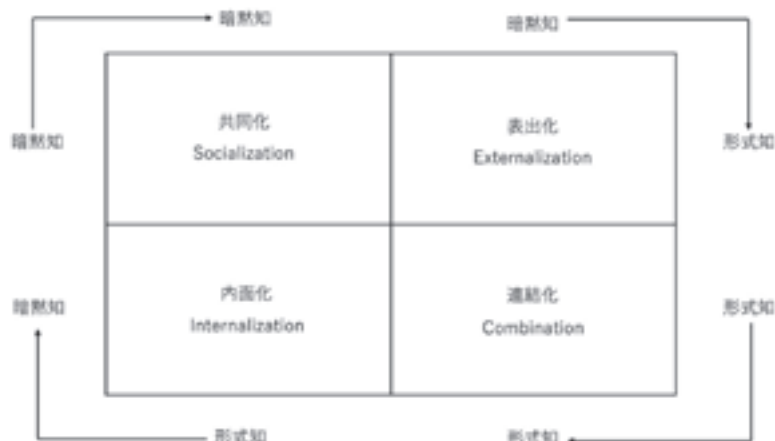 暗黙知
暗黙知
暗黙知
共同化
Socialization
表出化
Externalization
形式知
暗黙知
内面化
Internalization
連結化
Combination
形式知
形式知
形式知